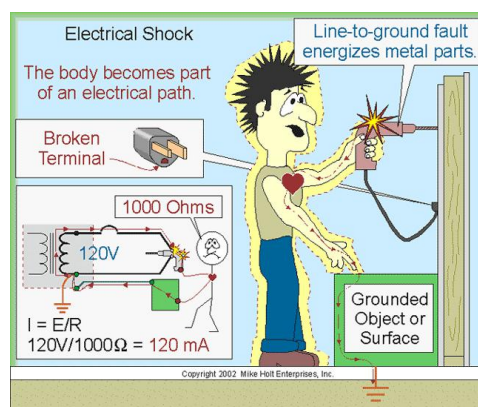 Electrical Shock
The body becomes part
of an electrical path.
Line-to-ground fault
energizes metal parts.
Broken
Terminal
1000 Ohms
120V
I = E/R
120V/1000Ω = 120 mA
Grounded
Object or
Surface
Copyright 2002 Mike Holt Enterprises, Inc.